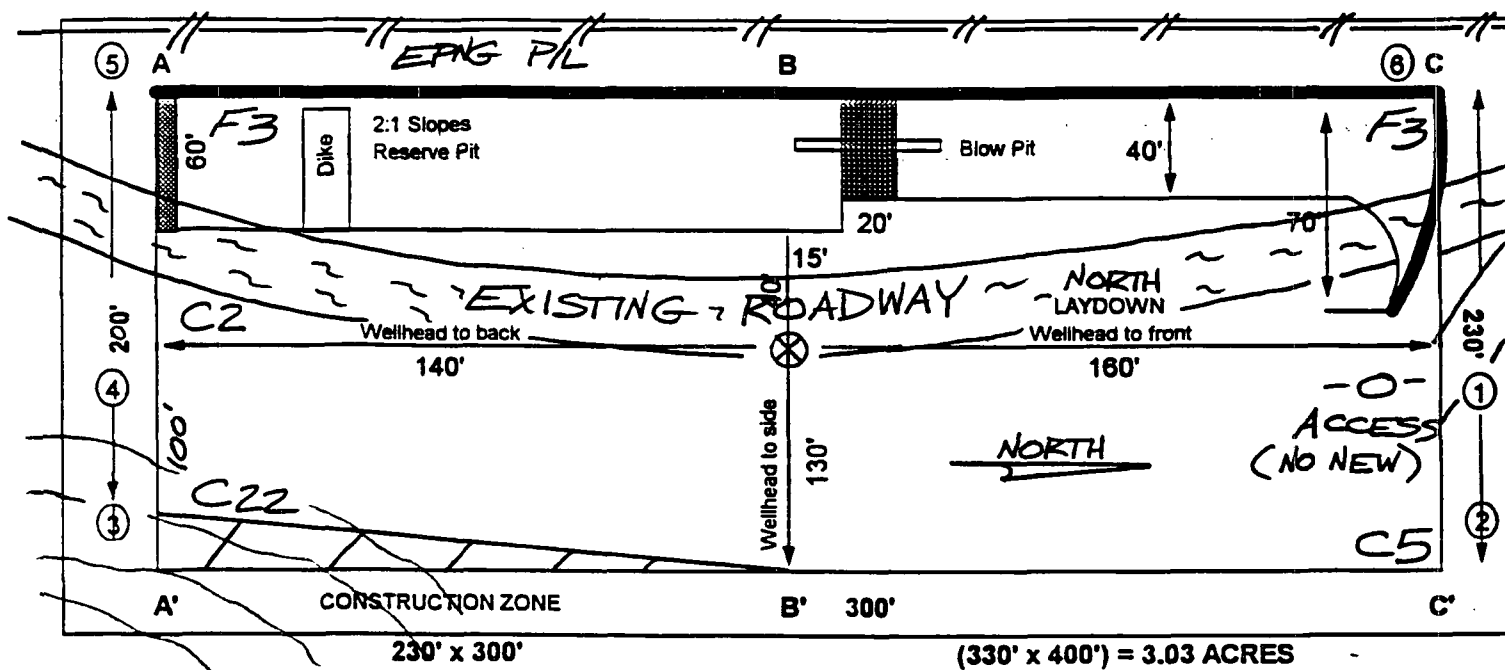 EPNG P/L
5 A B 6 C
F3 2:1 Slopes F3
60' Dike Reserve Pit Blow Pit 40'
20' 70'
15'
EXISTING ROADWAY NORTH
LAYDOWN
C2 Wellhead to back Wellhead to front
200' 140' 160' 230'
4 -0- 1
100' ACCESS
Wellhead to side 130' NORTH (NO NEW)
C22
3 C5 2
A' CONSTRUCTION ZONE B' 300' C'
230' x 300' (330' x 400') = 3.03 ACRES